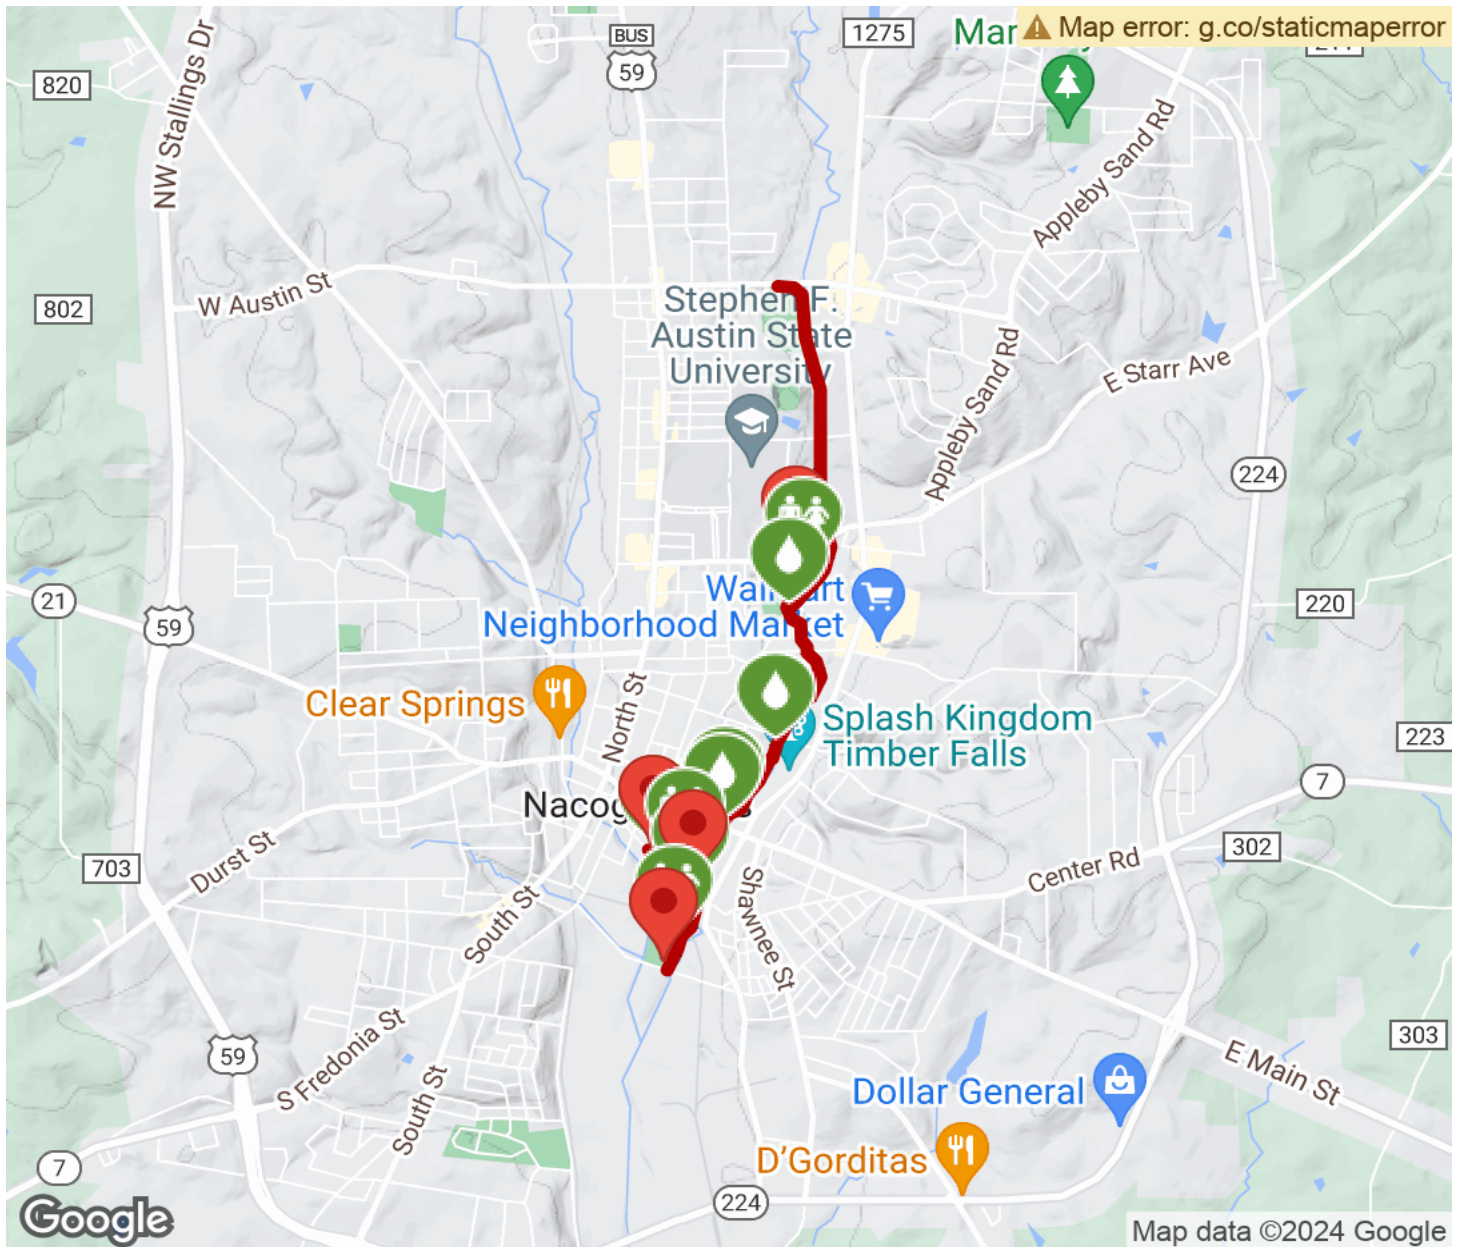 BUS
59
1275
Map error: g.co/staticmaperror
820
NW Stallings Dr
Appleby Sand Rd
802
W Austin St
Stephen F.
Austin State
University
Appleby Sand Rd
E Starr Ave
224
21
59
220
Walmart
Neighborhood Market
Clear Springs
North St
Splash Kingdom
Timber Falls
223
7
703
Durst St
302
Center Rd
South St
Shawnee St
59
S Fredonia St
South St
303
E Main St
Dollar General
D'Gorditas
7
224
Google
Map data ©2024 Google